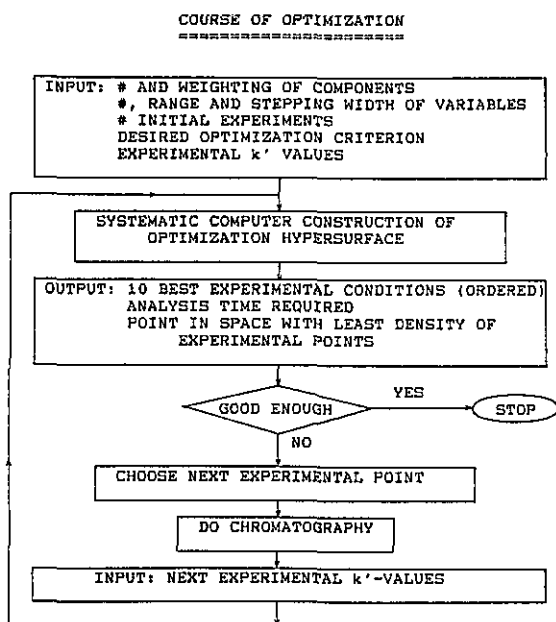 COURSE OF OPTIMIZATION
======================
INPUT: # AND WEIGHTING OF COMPONENTS
#, RANGE AND STEPPING WIDTH OF VARIABLES
# INITIAL EXPERIMENTS
DESIRED OPTIMIZATION CRITERION
EXPERIMENTAL k' VALUES
SYSTEMATIC COMPUTER CONSTRUCTION OF
OPTIMIZATION HYPERSURFACE
OUTPUT: 10 BEST EXPERIMENTAL CONDITIONS (ORDERED)
ANALYSIS TIME REQUIRED
POINT IN SPACE WITH LEAST DENSITY OF
EXPERIMENTAL POINTS
GOOD ENOUGH
YES
STOP
NO
CHOOSE NEXT EXPERIMENTAL POINT
DO CHROMATOGRAPHY
INPUT: NEXT EXPERIMENTAL k'-VALUES